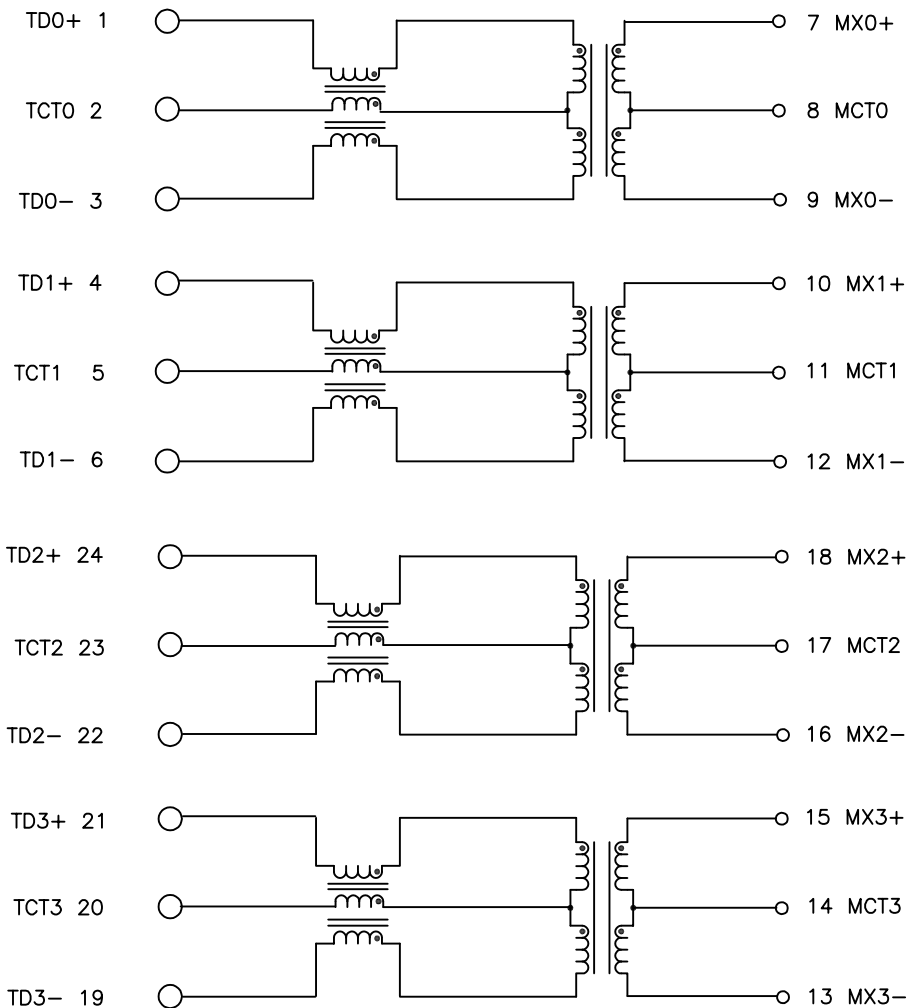 TD0+ 1 7 MX0+
TCT0 2 8 MCT0
TD0− 3 9 MX0−
TD1+ 4 10 MX1+
TCT1 5 11 MCT1
TD1− 6 12 MX1−
TD2+ 24 18 MX2+
TCT2 23 17 MCT2
TD2− 22 16 MX2−
TD3+ 21 15 MX3+
TCT3 20 14 MCT3
TD3− 19 13 MX3−